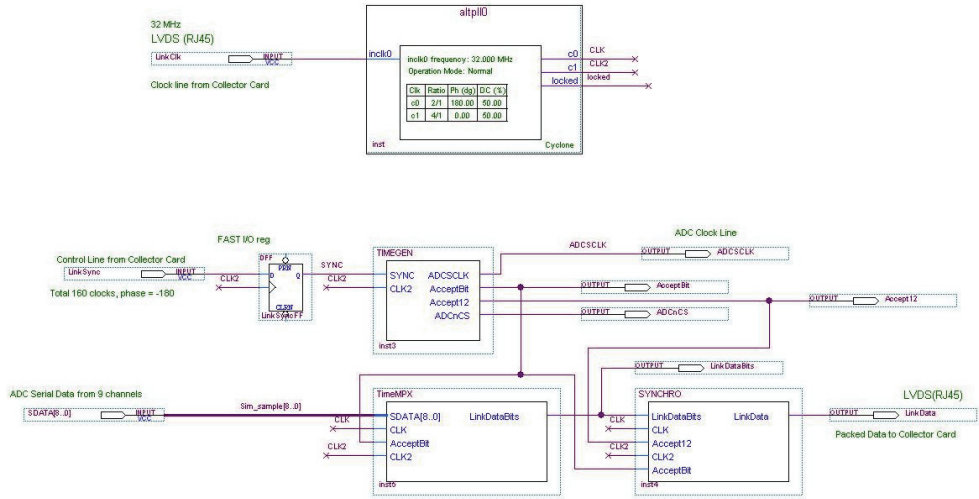 altpll0
32 MHz
LVDS (RJ45)
LinkClk INPUT
VCC
Clock line from Collector Card
inclk0
inclk0 frequency: 32.000 MHz
Operation Mode: Normal
Clk Ratio Ph (dg) DC (%)
c0 2/1 180.00 50.00
c1 4/1 0.00 50.00
c0 CLK
c1 CLK2
locked locked
inst Cyclone
FAST I/O reg
Control Line from Collector Card
LinkSync INPUT
VCC
CLK2
Total 160 clocks, phase = -180
DFF
PRN
D Q
CLRN
LinkSyncFF
SYNC
CLK2
TIMEGEN
SYNC ADCSCLK
CLK2 AcceptBit
Accept12
ADCnCS
inst3
ADC Clock Line
ADCSCLK
OUTPUT ADCSCLK
OUTPUT AcceptBit
OUTPUT Accept12
OUTPUT ADCnCS
OUTPUT LinkDataBits
ADC Serial Data from 9 channels
SDATA[8..0] INPUT
VCC
Sim_sample[8..0]
CLK
CLK2
TimeMPX
SDATA[8..0] LinkDataBits
CLK
AcceptBit
CLK2
inst6
SYNCHRO
CLK
CLK2
LinkDataBits LinkData
CLK
Accept12
CLK2
AcceptBit
inst4
LVDS(RJ45)
OUTPUT LinkData
Packed Data to Collector Card